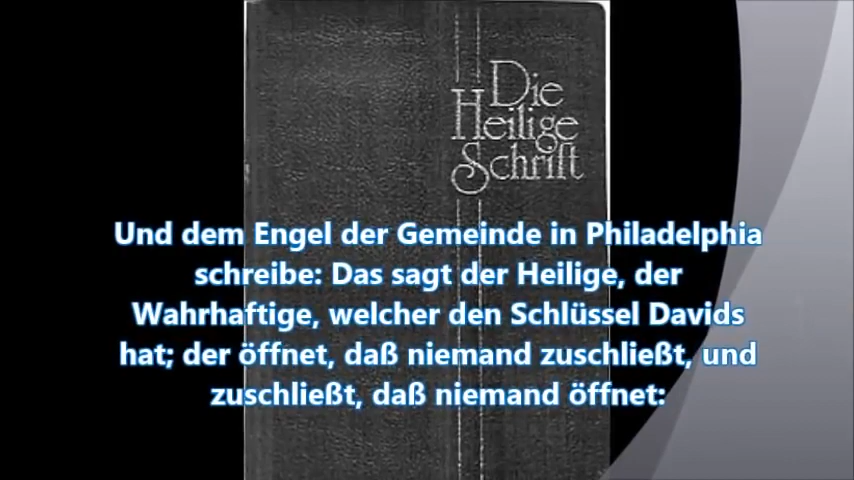 Die
Heilige
Schrift
Und dem Engel der Gemeinde in Philadelphia
schreibe: Das sagt der Heilige, der
Wahrhaftige, welcher den Schlüssel Davids
hat; der öffnet, daß niemand zuschließt, und
zuschließt, daß niemand öffnet: